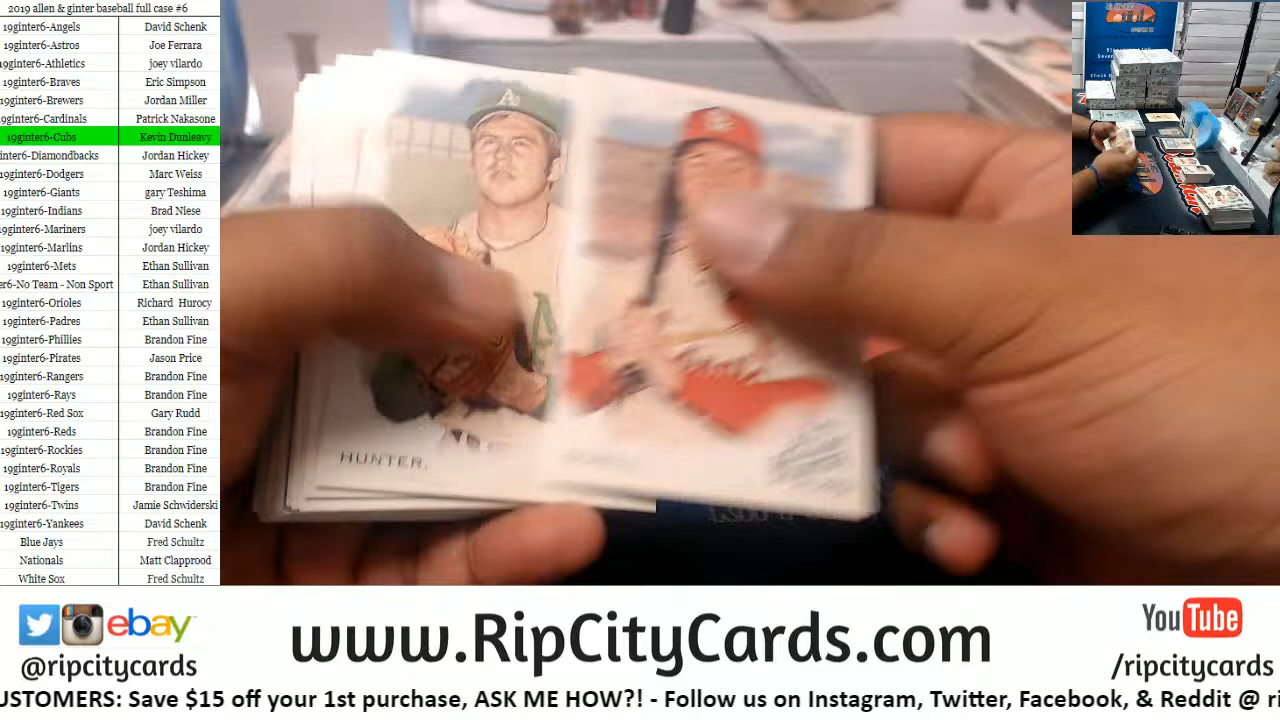 2019 allen & ginter baseball full case #6
19ginter6-Angels David Schenk
19ginter6-Astros Joe Ferrara
19ginter6-Athletics joey vilardo
19ginter6-Braves Eric Simpson
19ginter6-Brewers Jordan Miller
19ginter6-Cardinals Patrick Nakasone
19ginter6-Cubs Kevin Dunleavy
inter6-Diamondbacks Jordan Hickey
19ginter6-Dodgers Marc Weiss
19ginter6-Giants gary Teshima
19ginter6-Indians Brad Niese
19ginter6-Mariners joey vilardo
19ginter6-Marlins Jordan Hickey
19ginter6-Mets Ethan Sullivan
er6-No Team - Non Sport Ethan Sullivan
19ginter6-Orioles Richard Hurocy
19ginter6-Padres Ethan Sullivan
19ginter6-Phillies Brandon Fine
19ginter6-Pirates Jason Price
19ginter6-Rangers Brandon Fine
19ginter6-Rays Brandon Fine
19ginter6-Red Sox Gary Rudd
19ginter6-Reds Brandon Fine
19ginter6-Rockies Brandon Fine
19ginter6-Royals Brandon Fine
19ginter6-Tigers Brandon Fine
19ginter6-Twins Jamie Schwiderski
19ginter6-Yankees David Schenk
Blue Jays Fred Schultz
Nationals Matt Clapprood
White Sox Fred Schultz
A's
HUNTER.
ebay
@ripcitycards
www.RipCityCards.com
YouTube
/ripcitycards
USTOMERS: Save $15 off your 1st purchase, ASK ME HOW?! - Follow us on Instagram, Twitter, Facebook, & Reddit @ ri